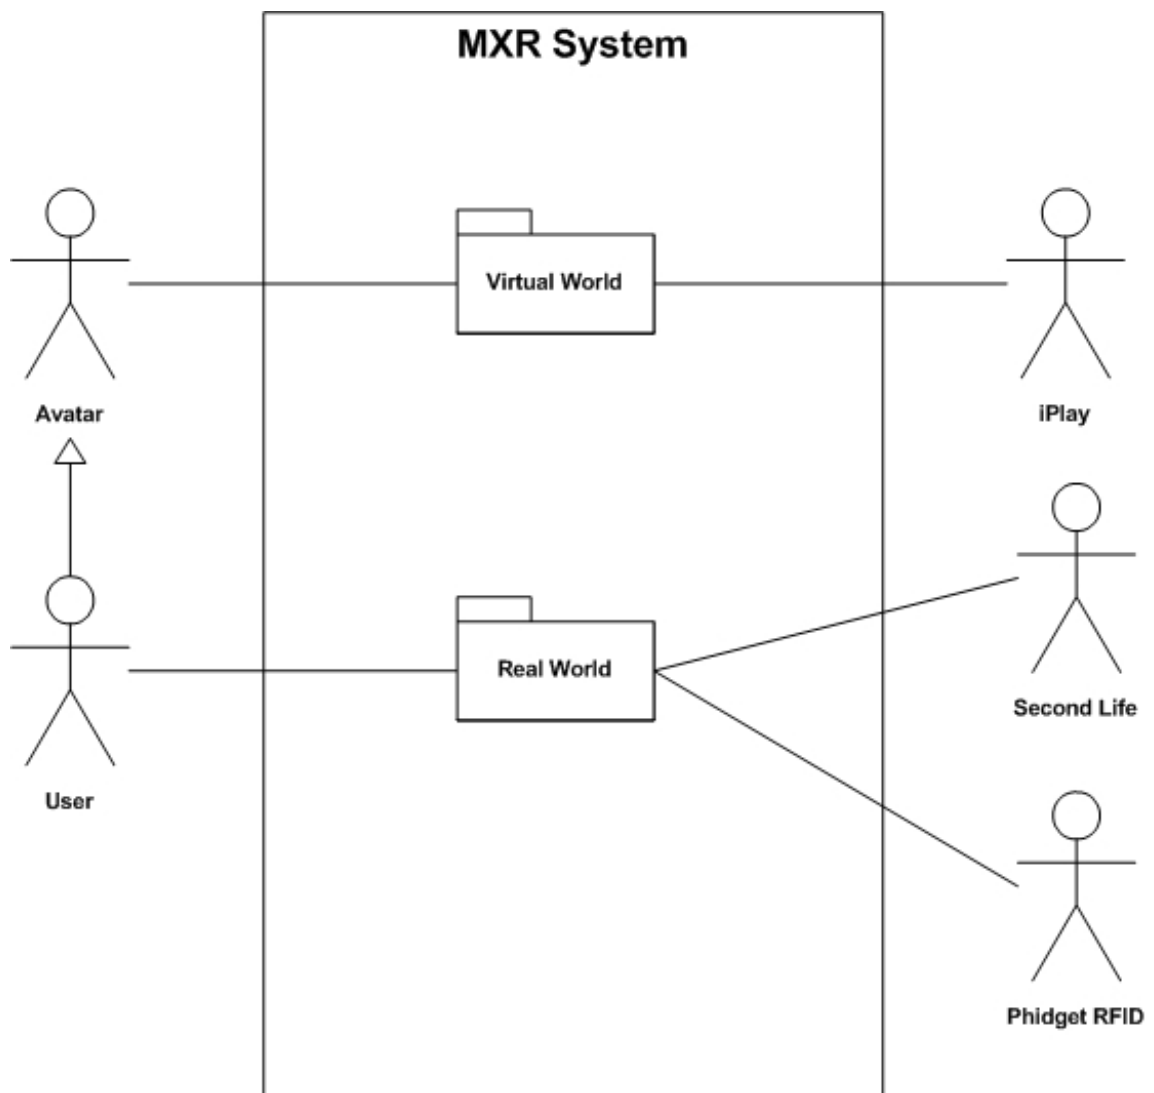 MXR System
Virtual World
Avatar
iPlay
Real World
Second Life
User
Phidget RFID